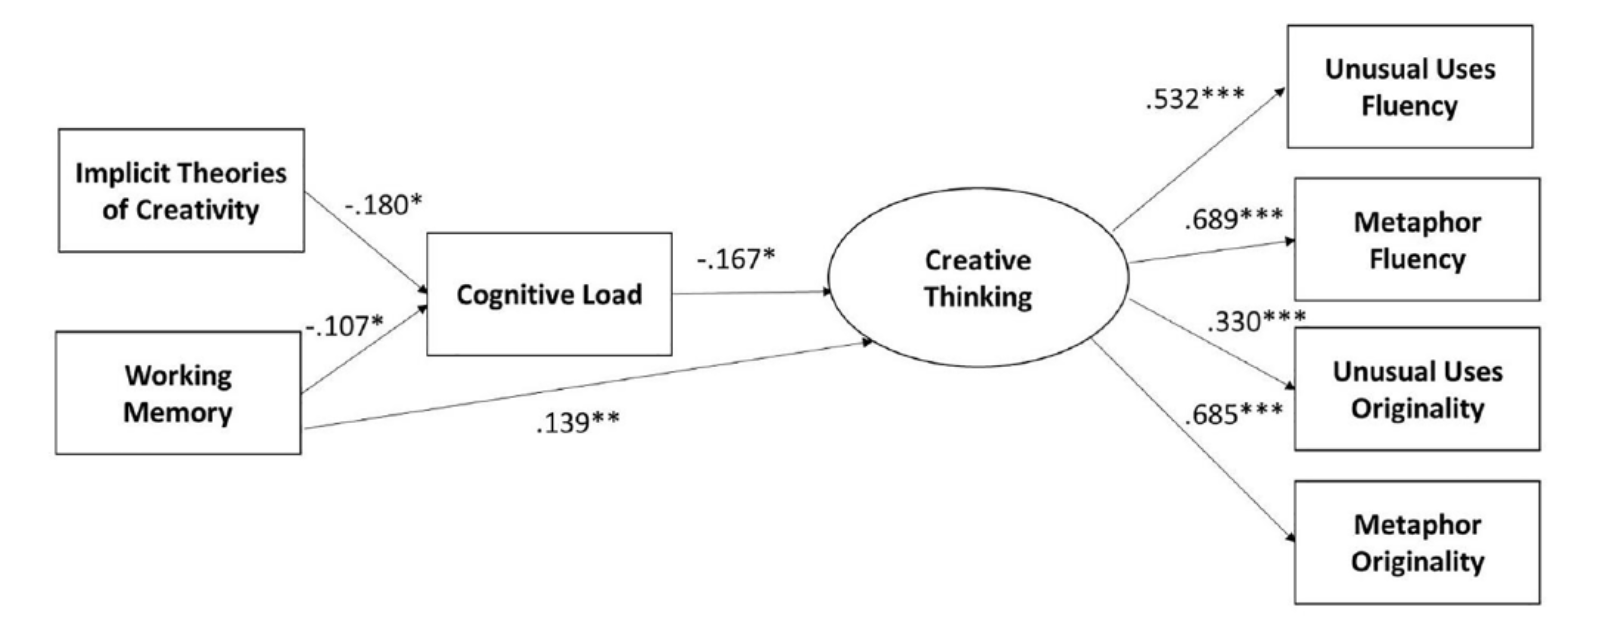 Implicit Theories
of Creativity
Working
Memory
-.180*
-.107*
Cognitive Load
-.167*
.139**
Creative
Thinking
.532***
.689***
.330***
.685***
Unusual Uses
Fluency
Metaphor
Fluency
Unusual Uses
Originality
Metaphor
Originality